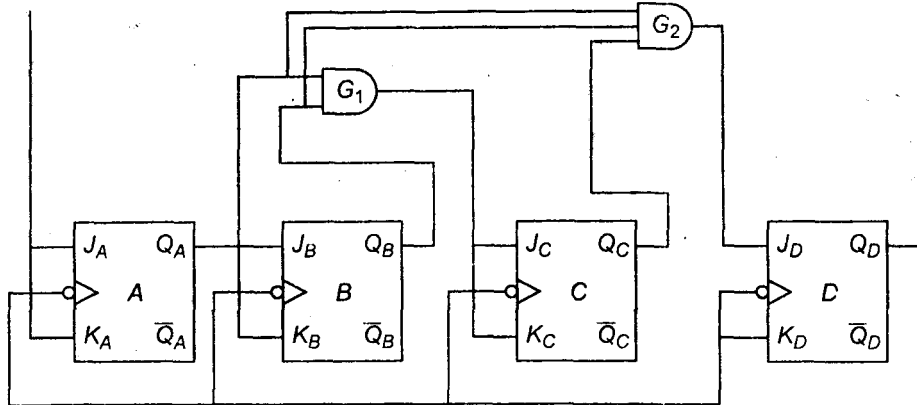 G2
G1
JA QA JB QB JC QC JD QD
A B C D
KA Q̅A KB Q̅B KC Q̅C KD Q̅D